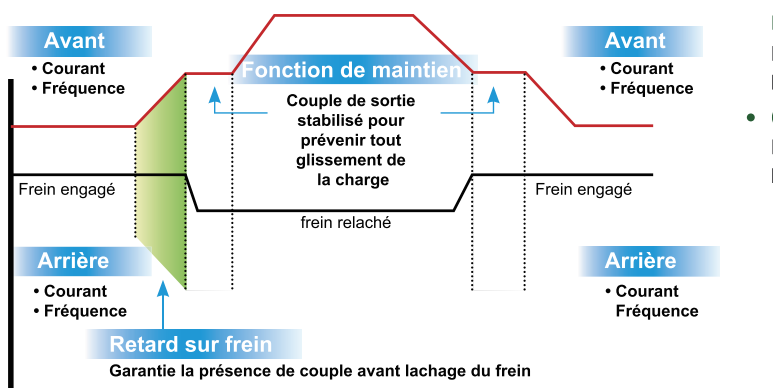 Avant
• Courant
• Fréquence
Fonction de maintien
Couple de sortie
stabilisé pour
prévenir tout
glissement de
la charge
Avant
• Courant
• Fréquence
Frein engagé
frein relaché
Frein engagé
Arrière
• Courant
• Fréquence
Arrière
• Courant
Fréquence
Retard sur frein
Garantie la présence de couple avant lachage du frein